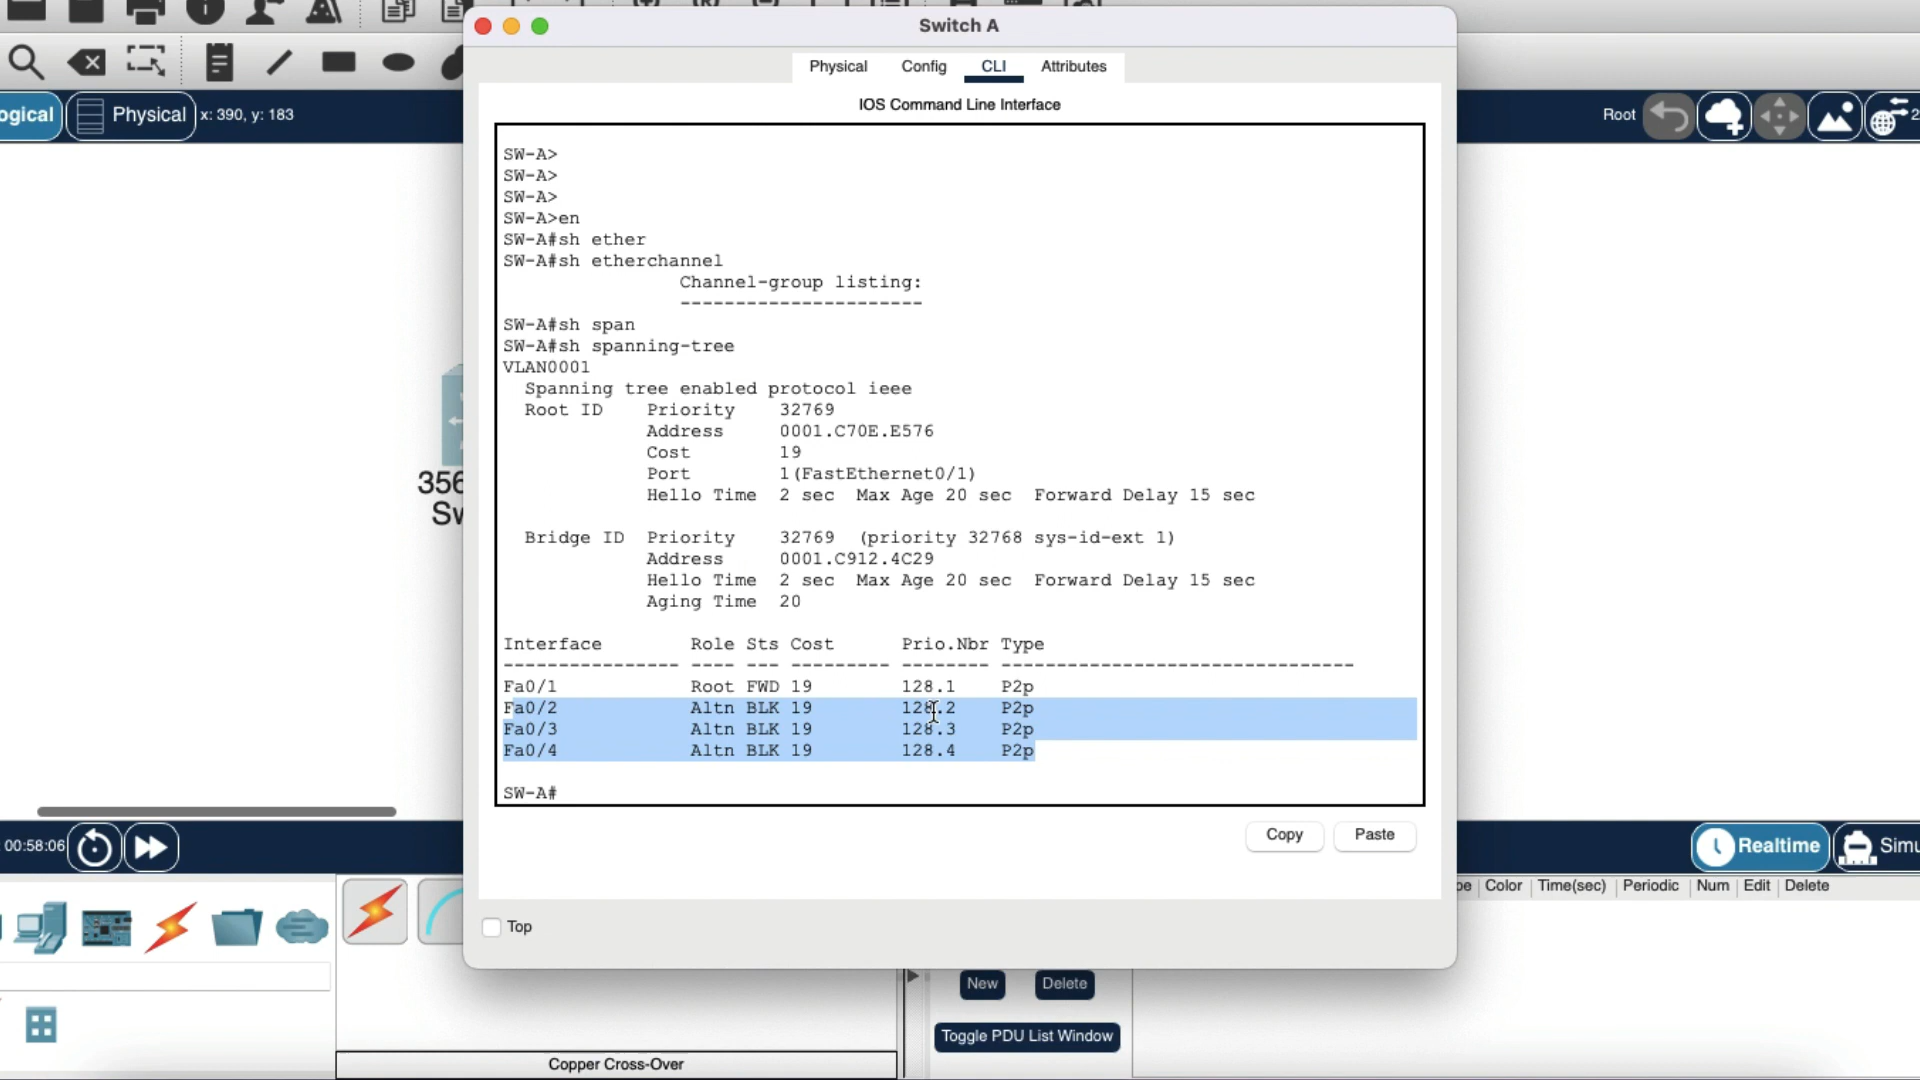 Switch A
Physical Config CLI Attributes
IOS Command Line Interface
ogical Physical x: 390, y: 183
Root
SW-A>
SW-A>
SW-A>
SW-A>en
SW-A#sh ether
SW-A#sh etherchannel
Channel-group listing:
----------------------
SW-A#sh span
SW-A#sh spanning-tree
VLAN0001
Spanning tree enabled protocol ieee
Root ID Priority 32769
Address 0001.C70E.E576
Cost 19
Port 1(FastEthernet0/1)
Hello Time 2 sec Max Age 20 sec Forward Delay 15 sec
Bridge ID Priority 32769 (priority 32768 sys-id-ext 1)
Address 0001.C912.4C29
Hello Time 2 sec Max Age 20 sec Forward Delay 15 sec
Aging Time 20
Interface Role Sts Cost Prio.Nbr Type
---------------- ---- --- --------- -------- --------------------------------
Fa0/1 Root FWD 19 128.1 P2p
Fa0/2 Altn BLK 19 128.2 P2p
Fa0/3 Altn BLK 19 128.3 P2p
Fa0/4 Altn BLK 19 128.4 P2p
SW-A#
Copy Paste
Top
356
Sw
00:58:06
Realtime Simu
pe Color Time(sec) Periodic Num Edit Delete
New Delete
Toggle PDU List Window
Copper Cross-Over